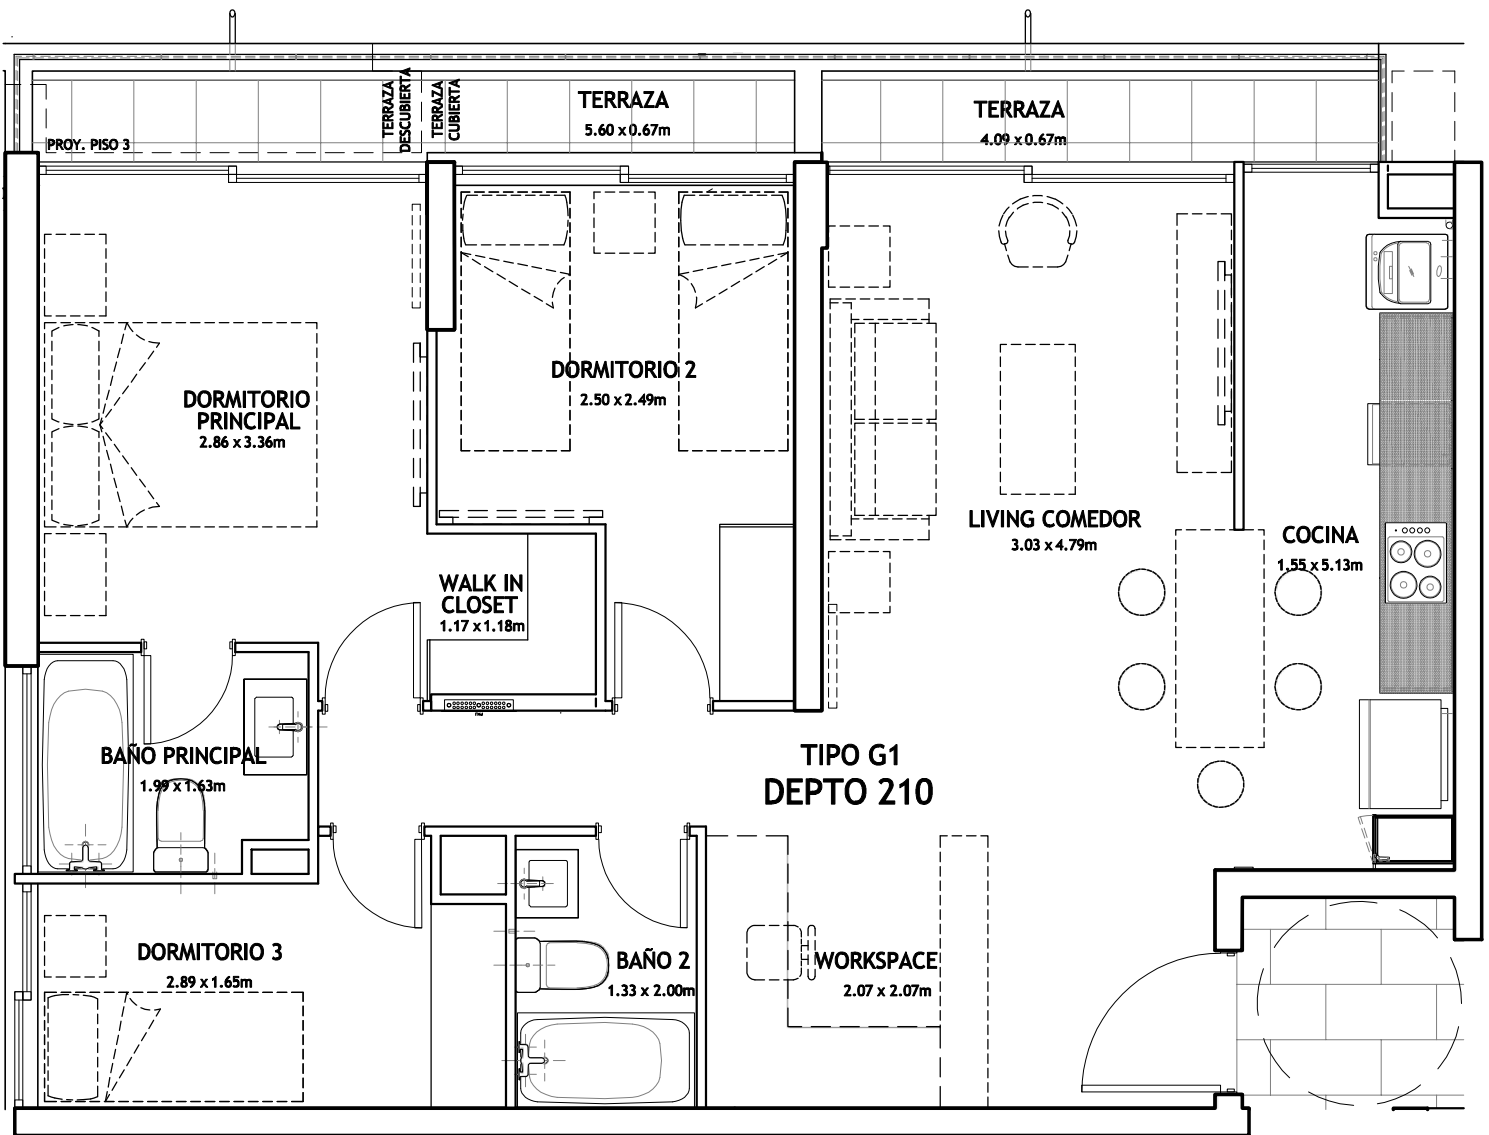 TERRAZA
DESCUBIERTA
TERRAZA
CUBIERTA
TERRAZA
5.60 x 0.67m
TERRAZA
4.09 x 0.67m
PROY. PISO 3
DORMITORIO
PRINCIPAL
2.86 x 3.36m
DORMITORIO 2
2.50 x 2.49m
LIVING COMEDOR
3.03 x 4.79m
COCINA
1.55 x 5.13m
WALK IN
CLOSET
1.17 x 1.18m
BAÑO PRINCIPAL
1.99 x 1.63m
TIPO G1
DEPTO 210
DORMITORIO 3
2.89 x 1.65m
BAÑO 2
1.33 x 2.00m
WORKSPACE
2.07 x 2.07m